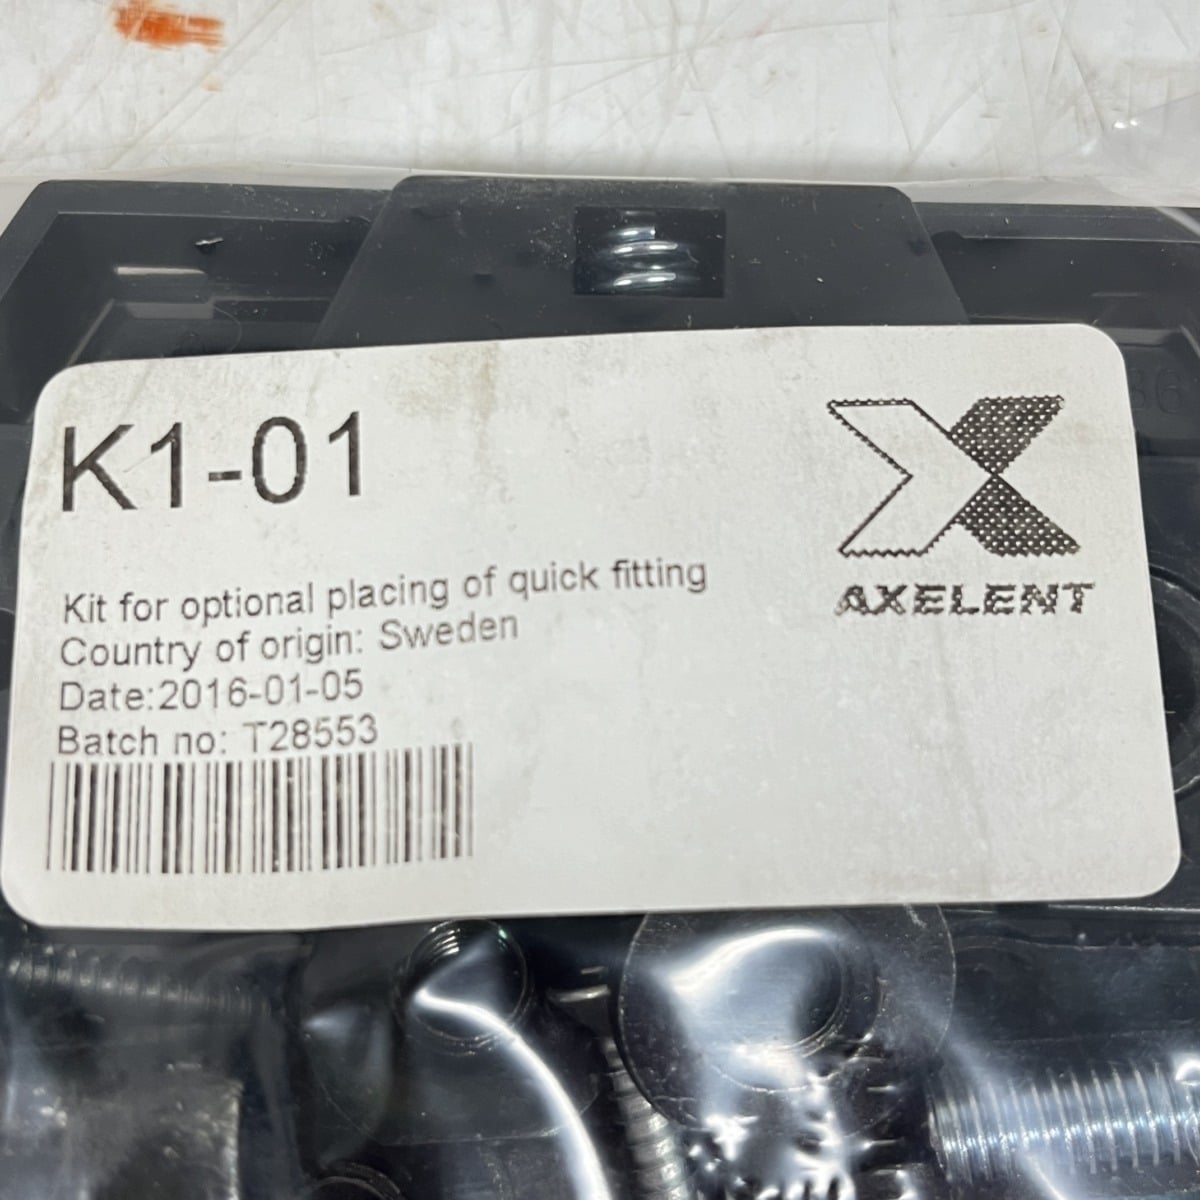 K1-01
AXELENT
Kit for optional placing of quick fitting
Country of origin: Sweden
Date:2016-01-05
Batch no: T28553